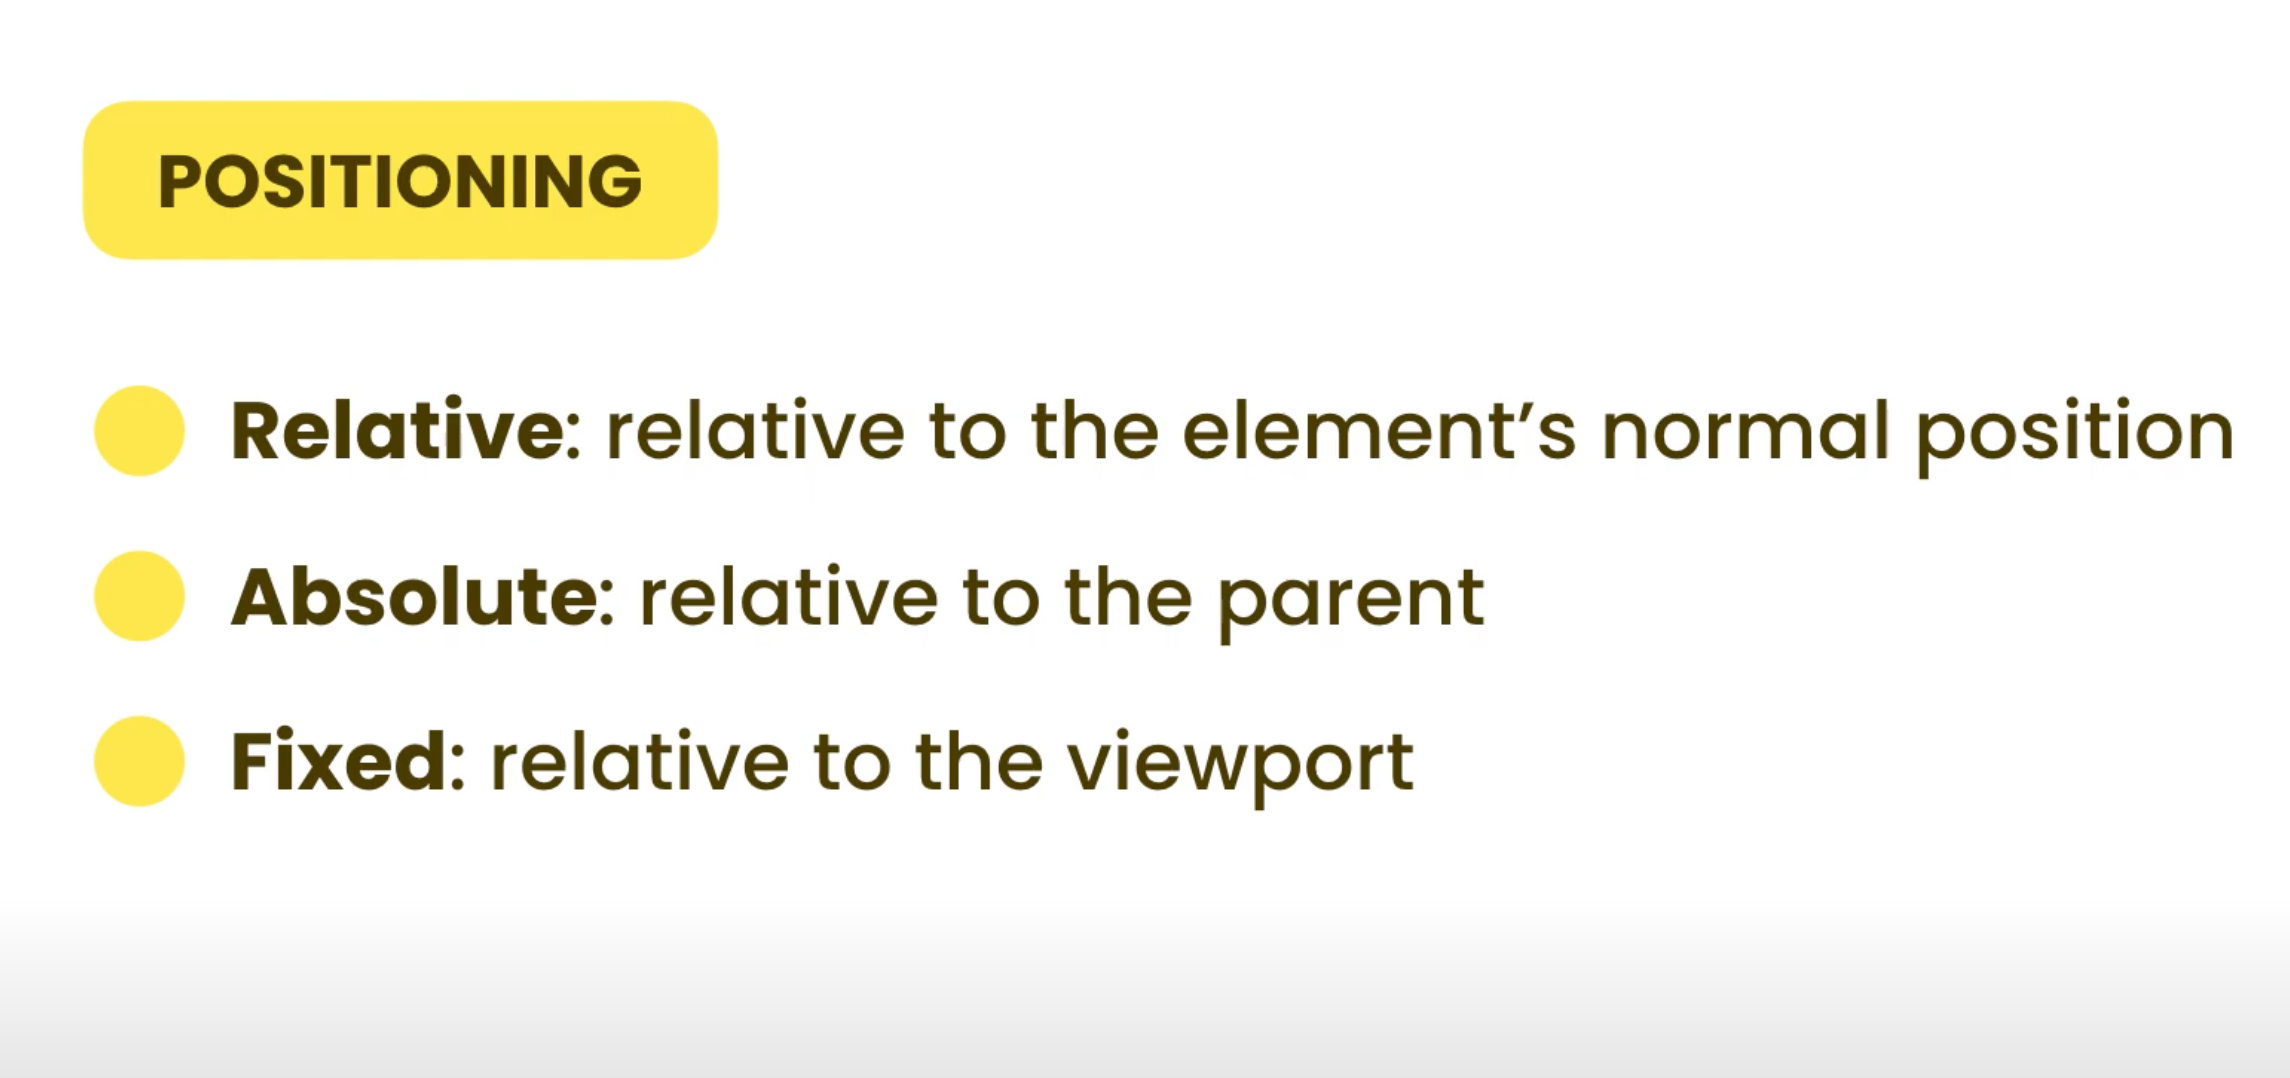 POSITIONING
Relative: relative to the element’s normal position
Absolute: relative to the parent
Fixed: relative to the viewport